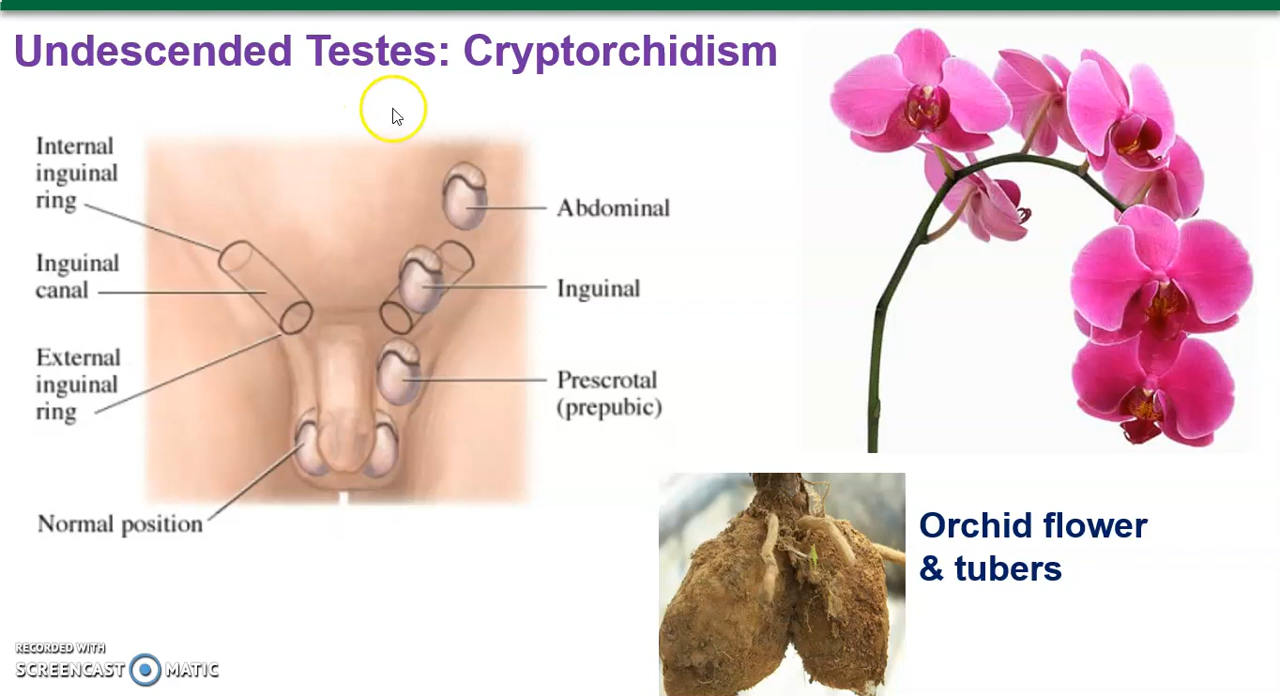 Undescended Testes: Cryptorchidism
Internal
inguinal
ring
Inguinal
canal
External
inguinal
ring
Normal position
Abdominal
Inguinal
Prescrotal
(prepubic)
Orchid flower
& tubers
RECORDED WITH
SCREENCAST MATIC